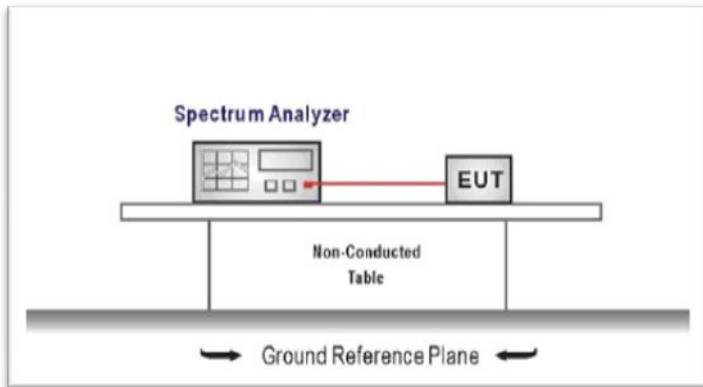 Spectrum Analyzer
EUT
Non-Conducted
Table
Ground Reference Plane